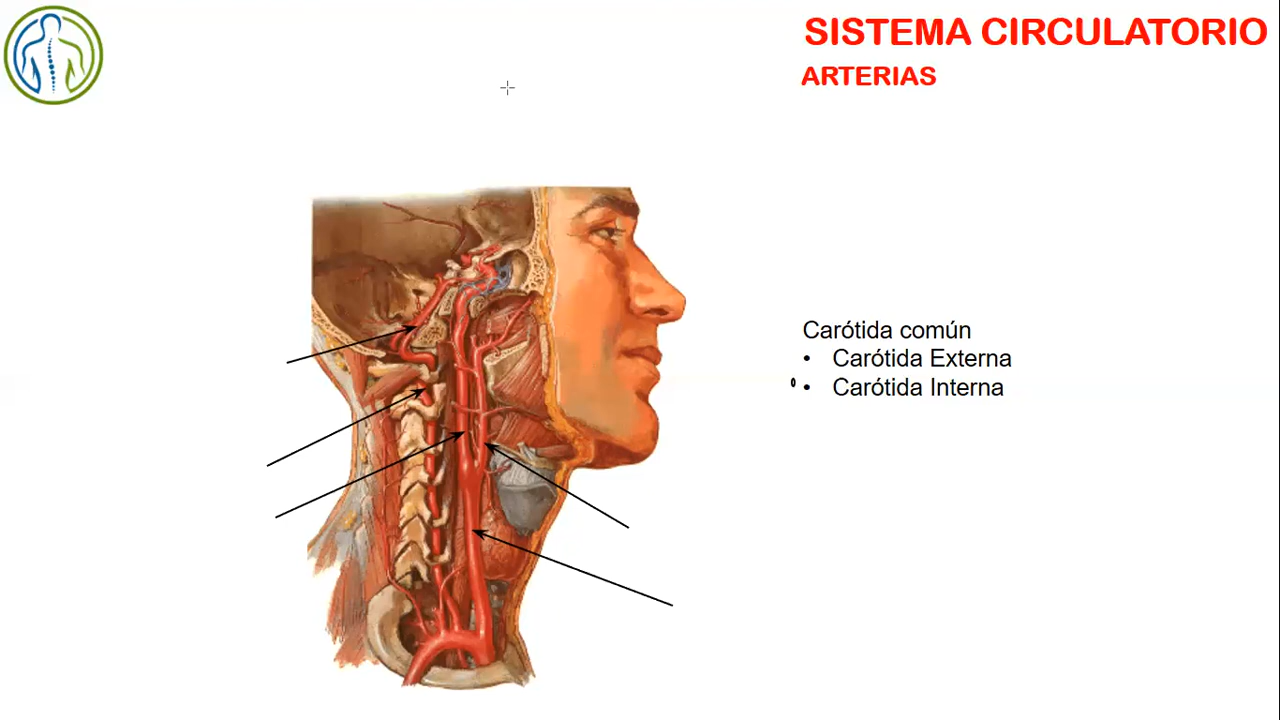 SISTEMA CIRCULATORIO
ARTERIAS
Carótida común
• Carótida Externa
• Carótida Interna